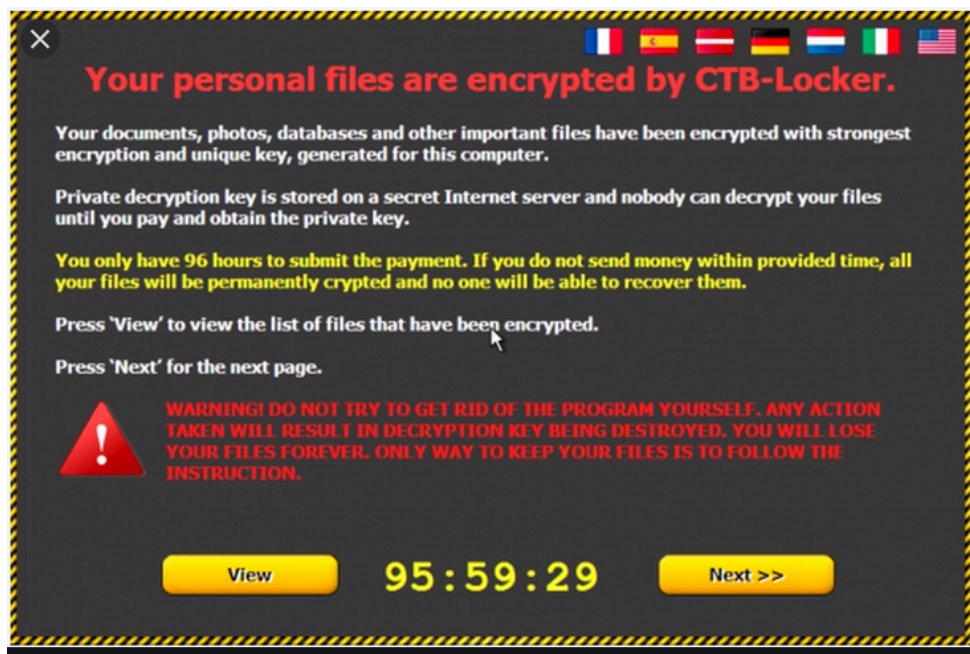 Your personal files are encrypted by CTB-Locker.
Your documents, photos, databases and other important files have been encrypted with strongest
encryption and unique key, generated for this computer.
Private decryption key is stored on a secret Internet server and nobody can decrypt your files
until you pay and obtain the private key.
You only have 96 hours to submit the payment. If you do not send money within provided time, all
your files will be permanently crypted and no one will be able to recover them.
Press 'View' to view the list of files that have been encrypted.
Press 'Next' for the next page.
WARNING! DO NOT TRY TO GET RID OF THE PROGRAM YOURSELF. ANY ACTION
TAKEN WILL RESULT IN DECRYPTION KEY BEING DESTROYED. YOU WILL LOSE
YOUR FILES FOREVER. ONLY WAY TO KEEP YOUR FILES IS TO FOLLOW THE
INSTRUCTION.
View
95:59:29
Next >>